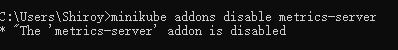 C:\Users\Shiroy>minikube addons disable metrics-server
* "The 'metrics-server' addon is disabled